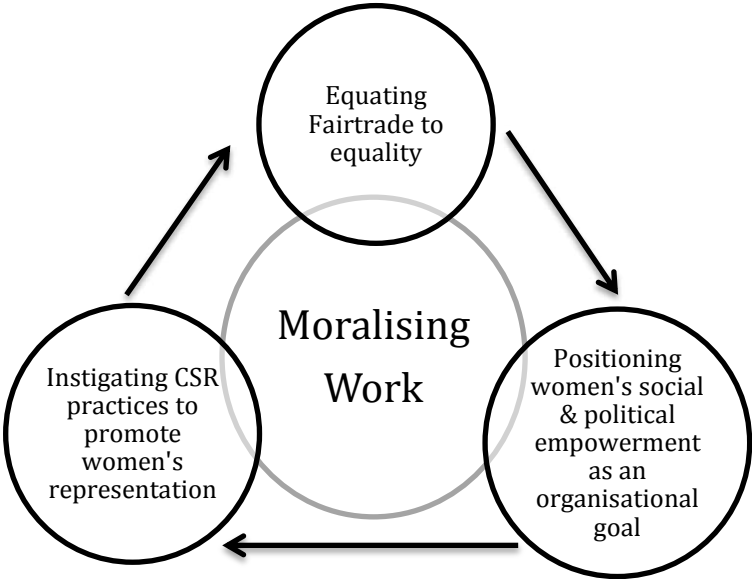 Equating
Fairtrade to
equality
Moralising
Work
Instigating CSR
practices to
promote
women's
representation
Positioning
women's social
& political
empowerment
as an
organisational
goal